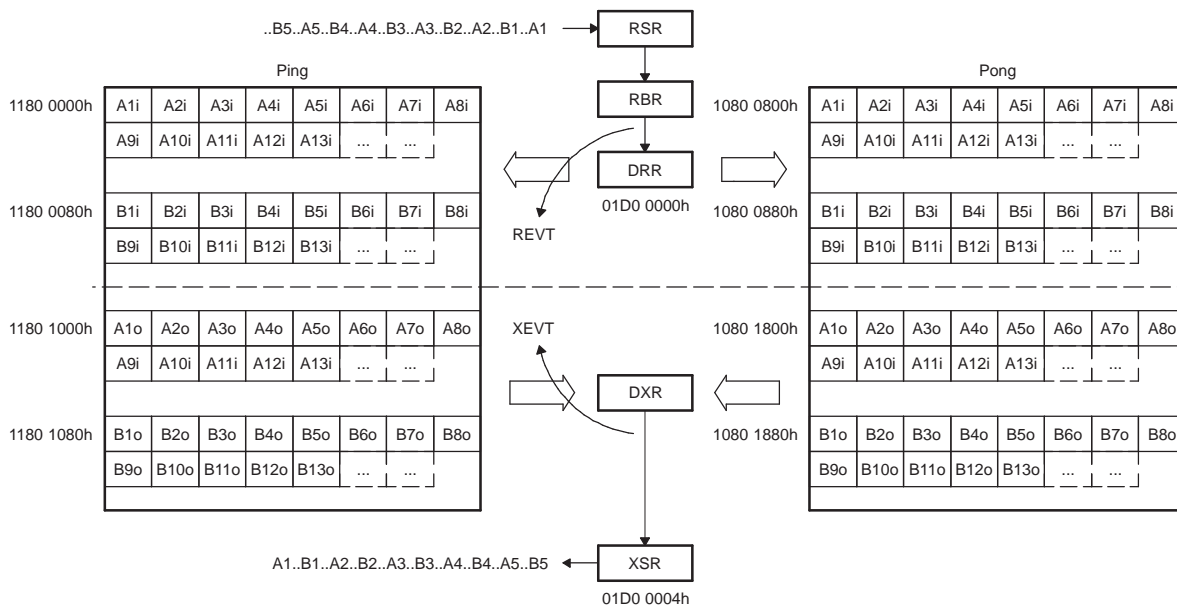 ..B5..A5..B4..A4..B3..A3..B2..A2..B1..A1 RSR
Ping Pong
1180 0000h A1i A2i A3i A4i A5i A6i A7i A8i RBR 1080 0800h A1i A2i A3i A4i A5i A6i A7i A8i
A9i A10i A11i A12i A13i ... ... A9i A10i A11i A12i A13i ... ...
DRR
01D0 0000h
1180 0080h B1i B2i B3i B4i B5i B6i B7i B8i 1080 0880h B1i B2i B3i B4i B5i B6i B7i B8i
REVT
B9i B10i B11i B12i B13i ... ... B9i B10i B11i B12i B13i ... ...
1180 1000h A1o A2o A3o A4o A5o A6o A7o A8o XEVT 1080 1800h A1o A2o A3o A4o A5o A6o A7o A8o
A9i A10i A11i A12i A13i ... ... A9i A10i A11i A12i A13i ... ...
DXR
1180 1080h B1o B2o B3o B4o B5o B6o B7o B8o 1080 1880h B1o B2o B3o B4o B5o B6o B7o B8o
B9o B10o B11o B12o B13o ... ... B9o B10o B11o B12o B13o ... ...
A1..B1..A2..B2..A3..B3..A4..B4..A5..B5 XSR
01D0 0004h